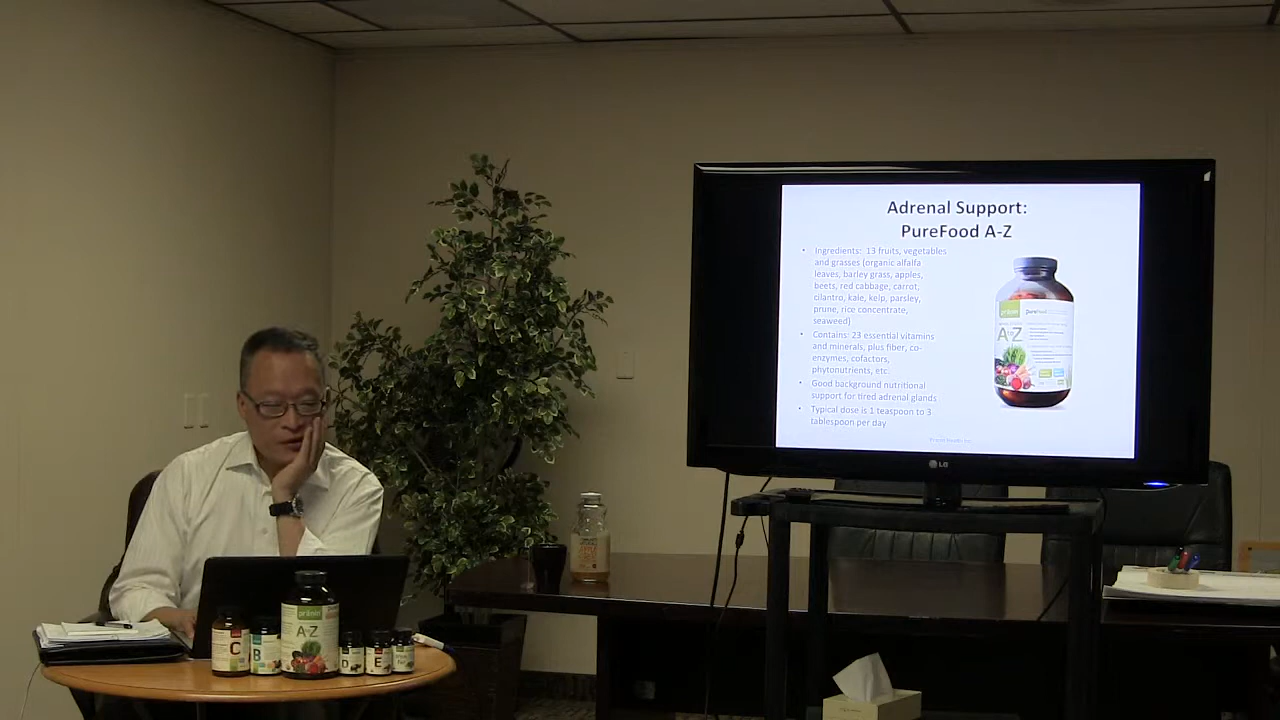 Adrenal Support:
PureFood A-Z
• Ingredients: 13 fruits, vegetables
and grasses (organic alfalfa
leaves, barley grass, apples,
beets, red cabbage, carrot,
cilantro, kale, kelp, parsley,
prune, rice concentrate,
seaweed)
• Contains: 23 essential vitamins
and minerals, plus fiber, co-
enzymes, cofactors,
phytonutrients, etc.
• Good background nutritional
support for tired adrenal glands
• Typical dose is 1 teaspoon to 3
tablespoon per day
purefood
A-Z
LG
C
B
A-Z
D
E